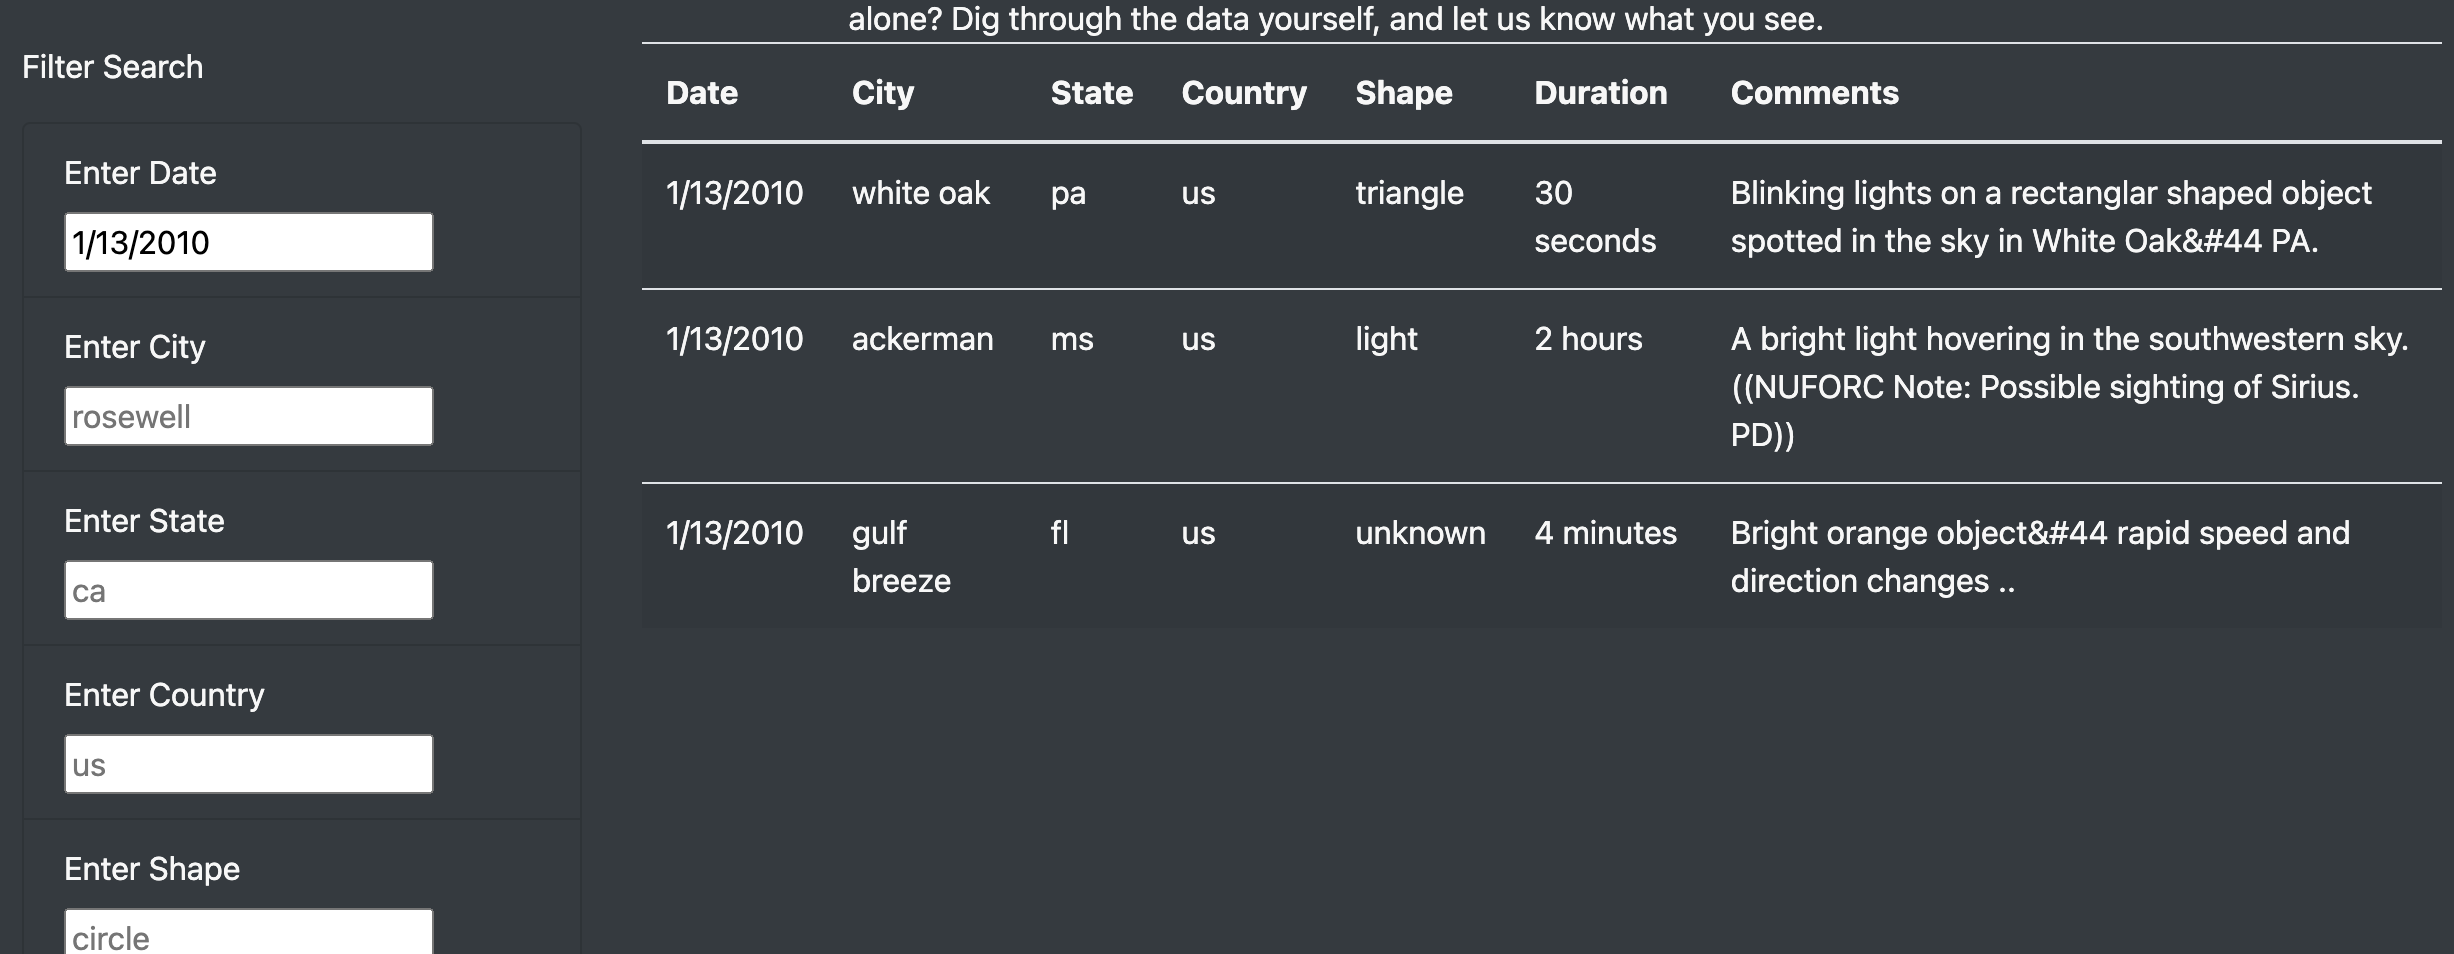 alone? Dig through the data yourself, and let us know what you see.
Filter Search
Enter Date
1/13/2010
Enter City
rosewell
Enter State
ca
Enter Country
us
Enter Shape
circle
Date City State Country Shape Duration Comments
1/13/2010 white oak pa us triangle 30 seconds Blinking lights on a rectanglar shaped object
spotted in the sky in White Oak&#44 PA.
1/13/2010 ackerman ms us light 2 hours A bright light hovering in the southwestern sky.
((NUFORC Note: Possible sighting of Sirius.
PD))
1/13/2010 gulf breeze fl us unknown 4 minutes Bright orange object&#44 rapid speed and
direction changes ..